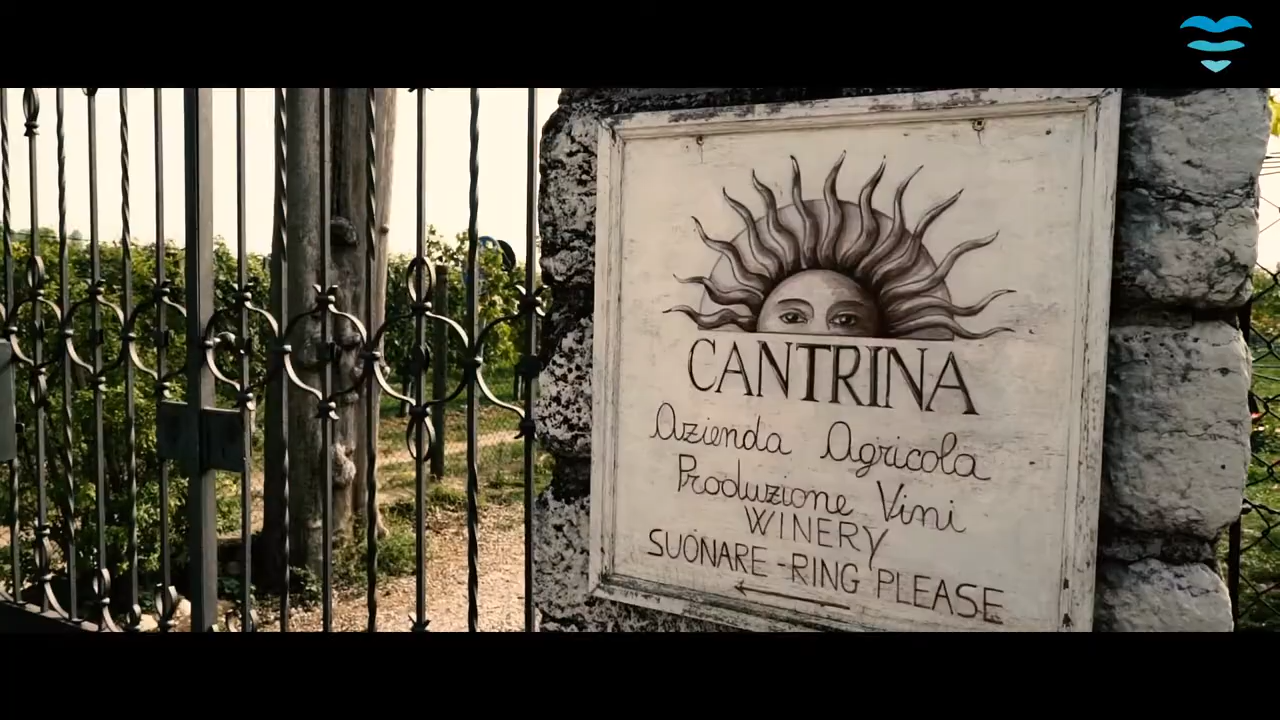 CANTRINA
Azienda Agricola
Produzione Vini
WINERY
SUONARE - RING PLEASE